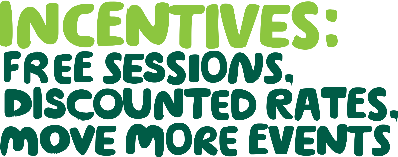 INCENTIVES:
FREE SESSIONS,
DISCOUNTED RATES,
MOVE MORE EVENTS